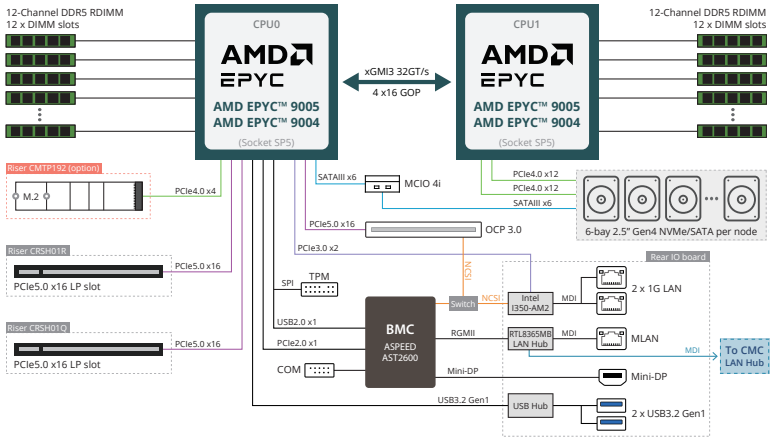 12-Channel DDR5 RDIMM
12 x DIMM slots
CPU0
AMD
EPYC
AMD EPYC™ 9005
AMD EPYC™ 9004
(Socket SP5)
xGMI3 32GT/s
4 x16 GOP
CPU1
AMD
EPYC
AMD EPYC™ 9005
AMD EPYC™ 9004
(Socket SP5)
12-Channel DDR5 RDIMM
12 x DIMM slots
Riser CMTP192 (option)
M.2
PCIe4.0 x4
SATAIII x6
MCIO 4i
PCIe4.0 x12
PCIe4.0 x12
SATAIII x6
6-bay 2.5” Gen4 NVMe/SATA per node
PCIe5.0 x16
OCP 3.0
PCIe3.0 x2
Riser CRSH01R
PCIe5.0 x16
PCIe5.0 x16 LP slot
NCSI
Rear IO board
SPI
TPM
Switch
NCSI
Intel
I350-AM2
MDI
2 x 1G LAN
Riser CRSH01Q
PCIe5.0 x16
PCIe5.0 x16 LP slot
USB2.0 x1
PCIe2.0 x1
COM
BMC
ASPEED
AST2600
RGMII
RTL8365MB
LAN Hub
MDI
MLAN
MDI
To CMC
LAN Hub
Mini-DP
Mini-DP
USB3.2 Gen1
USB Hub
2 x USB3.2 Gen1